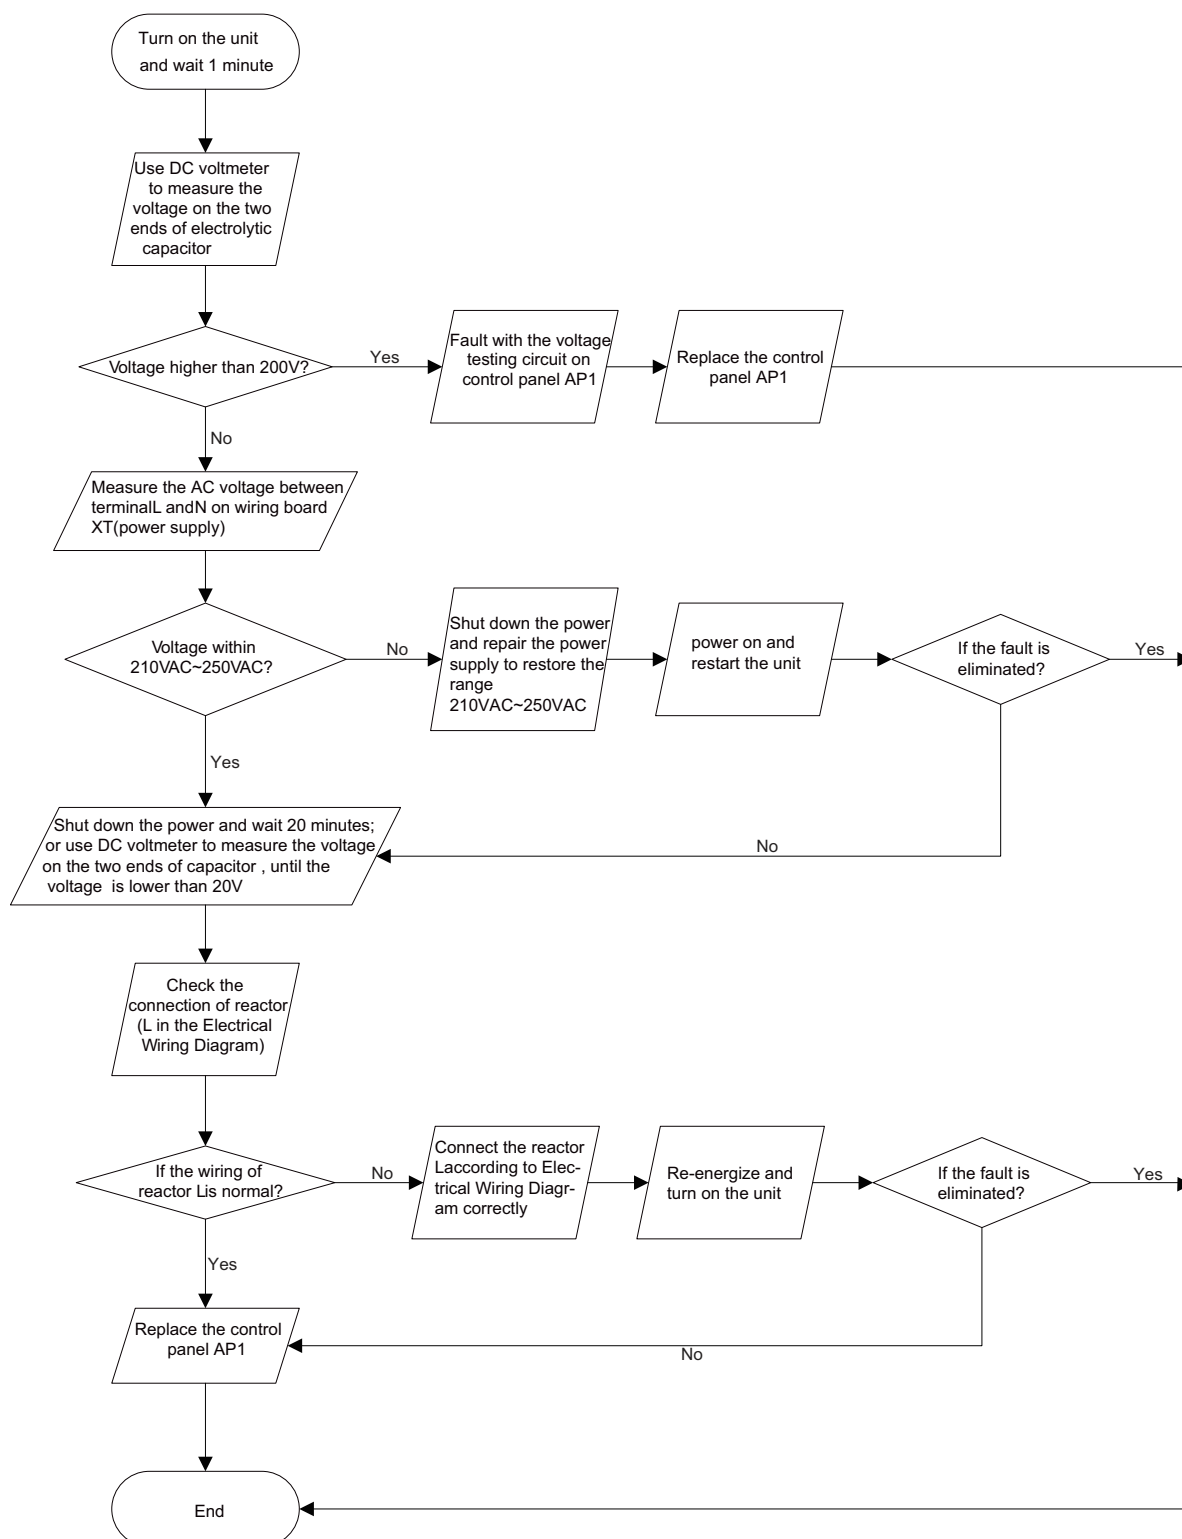 Turn on the unit
and wait 1 minute
Use DC voltmeter
to measure the
voltage on the two
ends of electrolytic
capacitor
Voltage higher than 200V?
Yes
Fault with the voltage
testing circuit on
control panel AP1
Replace the control
panel AP1
No
Measure the AC voltage between
terminalL andN on wiring board
XT(power supply)
Voltage within
210VAC~250VAC?
No
Shut down the power
and repair the power
supply to restore the
range
210VAC~250VAC
power on and
restart the unit
If the fault is
eliminated?
Yes
Yes
No
Shut down the power and wait 20 minutes;
or use DC voltmeter to measure the voltage
on the two ends of capacitor , until the
voltage is lower than 20V
Check the
connection of reactor
(L in the Electrical
Wiring Diagram)
If the wiring of
reactor Lis normal?
No
Connect the reactor
Laccording to Elec-
trical Wiring Diagr-
am correctly
Re-energize and
turn on the unit
If the fault is
eliminated?
Yes
Yes
No
Replace the control
panel AP1
End